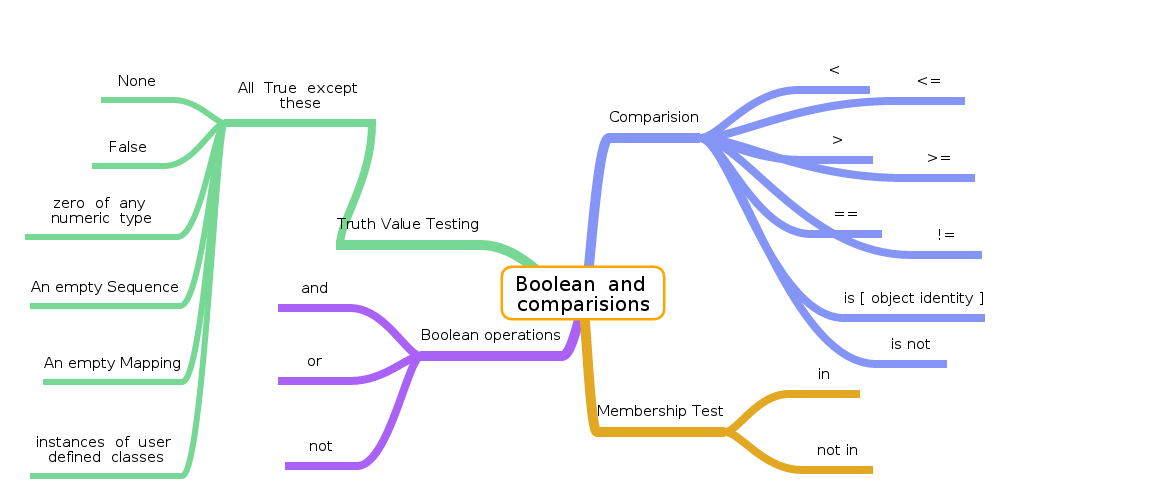 Boolean and
comparisions
Truth Value Testing
All True except
these
None
False
zero of any
numeric type
An empty Sequence
An empty Mapping
instances of user
defined classes
Boolean operations
and
or
not
Comparision
<
<=
>
>=
==
!=
is [ object identity ]
is not
Membership Test
in
not in